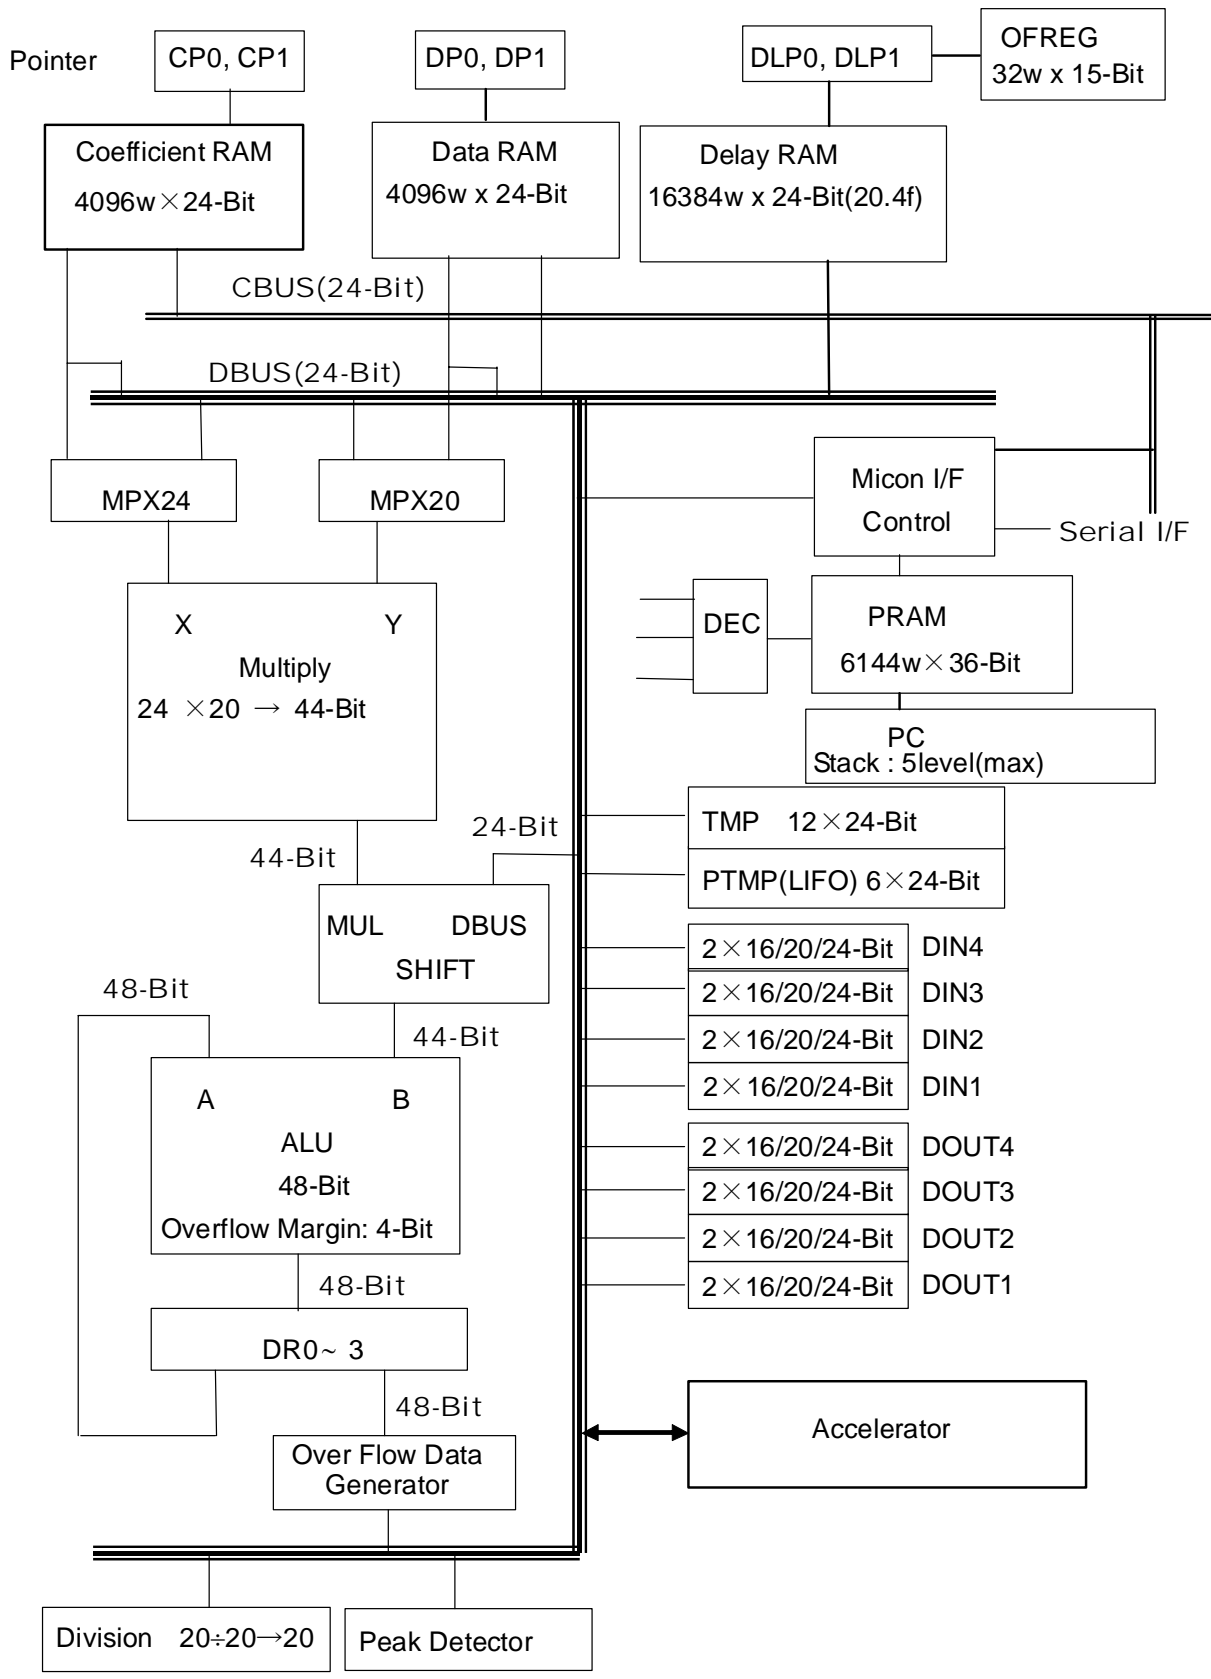 Pointer
CP0, CP1
DP0, DP1
DLP0, DLP1
OFREG
32w x 15-Bit
Coefficient RAM
4096w×24-Bit
Data RAM
4096w x 24-Bit
Delay RAM
16384w x 24-Bit(20.4f)
CBUS(24-Bit)
DBUS(24-Bit)
MPX24
MPX20
Micon I/F
Control
Serial I/F
X
Y
Multiply
24 ×20 → 44-Bit
DEC
PRAM
6144w×36-Bit
PC
Stack : 5level(max)
24-Bit
44-Bit
TMP 12×24-Bit
PTMP(LIFO) 6×24-Bit
MUL
DBUS
SHIFT
2×16/20/24-Bit DIN4
2×16/20/24-Bit DIN3
2×16/20/24-Bit DIN2
2×16/20/24-Bit DIN1
48-Bit
44-Bit
A
B
ALU
48-Bit
Overflow Margin: 4-Bit
2×16/20/24-Bit DOUT4
2×16/20/24-Bit DOUT3
2×16/20/24-Bit DOUT2
2×16/20/24-Bit DOUT1
48-Bit
DR0~ 3
48-Bit
Over Flow Data
Generator
Accelerator
Division 20÷20→20
Peak Detector